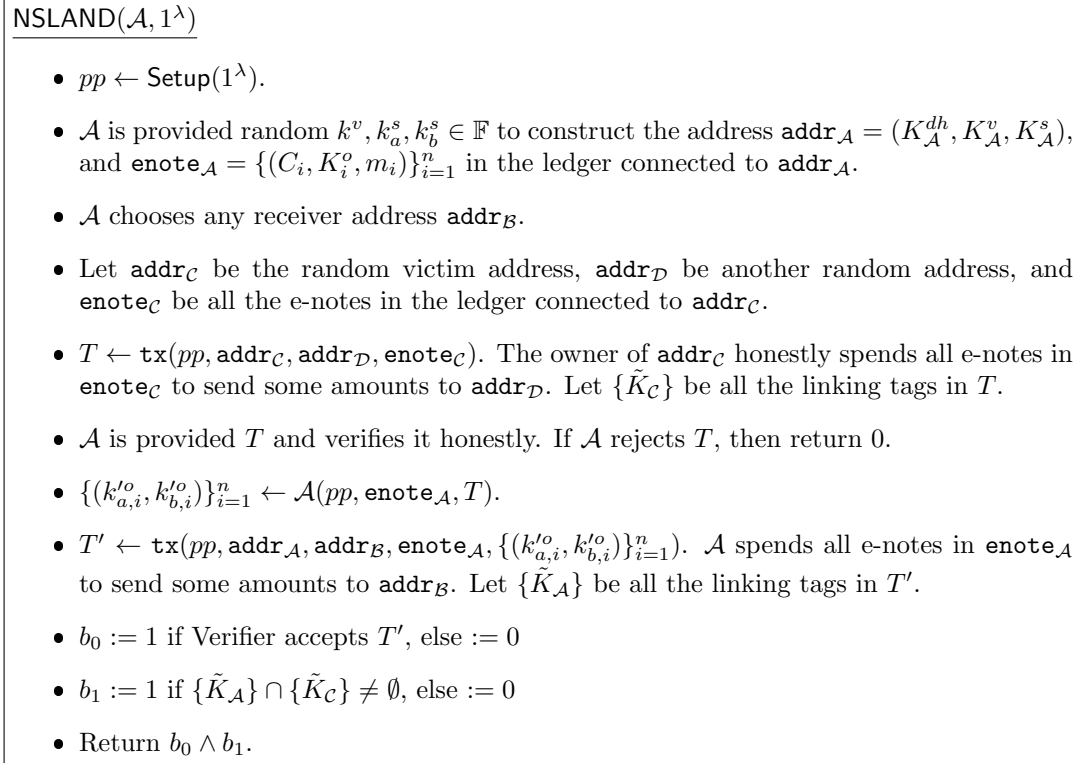 NSLAND(𝒜, 1^λ)
• pp ← Setup(1^λ).
• 𝒜 is provided random k^v, k_a^s, k_b^s ∈ 𝔽 to construct the address addr_𝒜 = (K_𝒜^{dh}, K_𝒜^v, K_𝒜^s),
and enote_𝒜 = {(C_i, K_i^o, m_i)}_{i=1}^n in the ledger connected to addr_𝒜.
• 𝒜 chooses any receiver address addr_ℬ.
• Let addr_𝒞 be the random victim address, addr_𝒟 be another random address, and
enote_𝒞 be all the e-notes in the ledger connected to addr_𝒞.
• T ← tx(pp, addr_𝒞, addr_𝒟, enote_𝒞). The owner of addr_𝒞 honestly spends all e-notes in
enote_𝒞 to send some amounts to addr_𝒟. Let {K̃_𝒞} be all the linking tags in T.
• 𝒜 is provided T and verifies it honestly. If 𝒜 rejects T, then return 0.
• {(k'^o_{a,i}, k'^o_{b,i})}_{i=1}^n ← 𝒜(pp, enote_𝒜, T).
• T′ ← tx(pp, addr_𝒜, addr_ℬ, enote_𝒜, {(k'^o_{a,i}, k'^o_{b,i})}_{i=1}^n). 𝒜 spends all e-notes in enote_𝒜
to send some amounts to addr_ℬ. Let {K̃_𝒜} be all the linking tags in T′.
• b_0 := 1 if Verifier accepts T′, else := 0
• b_1 := 1 if {K̃_𝒜} ∩ {K̃_𝒞} ≠ ∅, else := 0
• Return b_0 ∧ b_1.